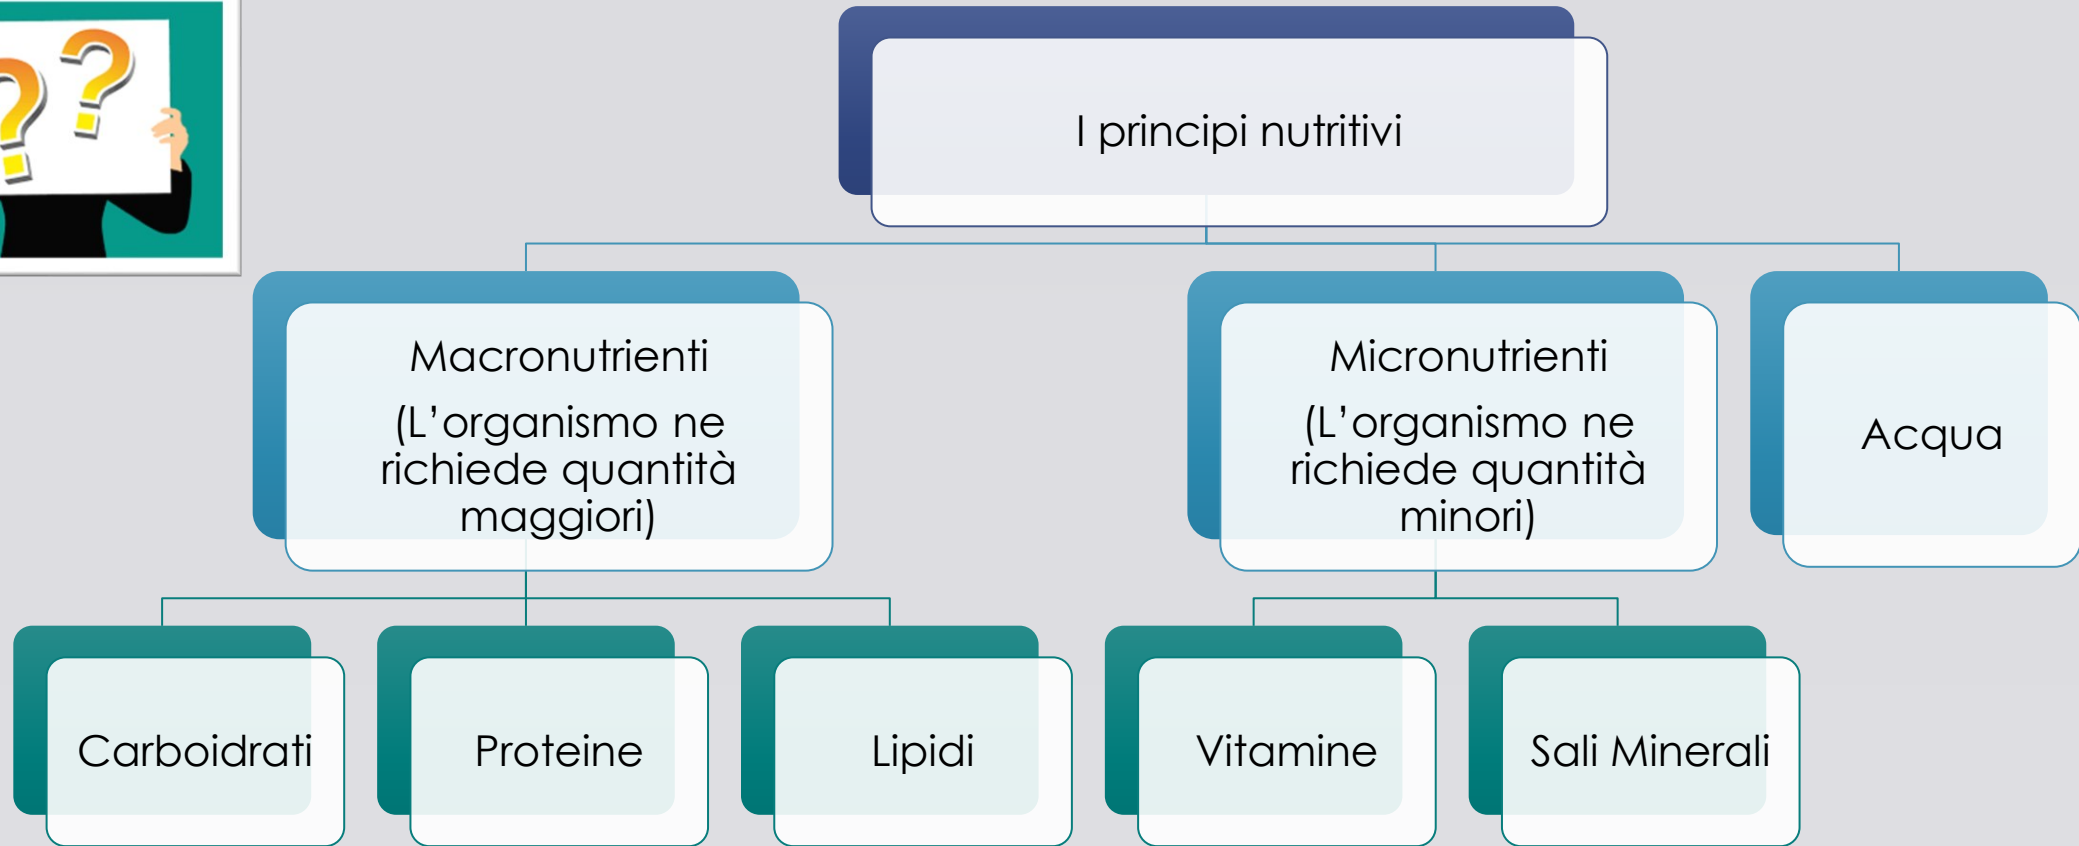 ? ?
I principi nutritivi
Macronutrienti
(L'organismo ne
richiede quantità
maggiori)
Micronutrienti
(L'organismo ne
richiede quantità
minori)
Acqua
Carboidrati
Proteine
Lipidi
Vitamine
Sali Minerali